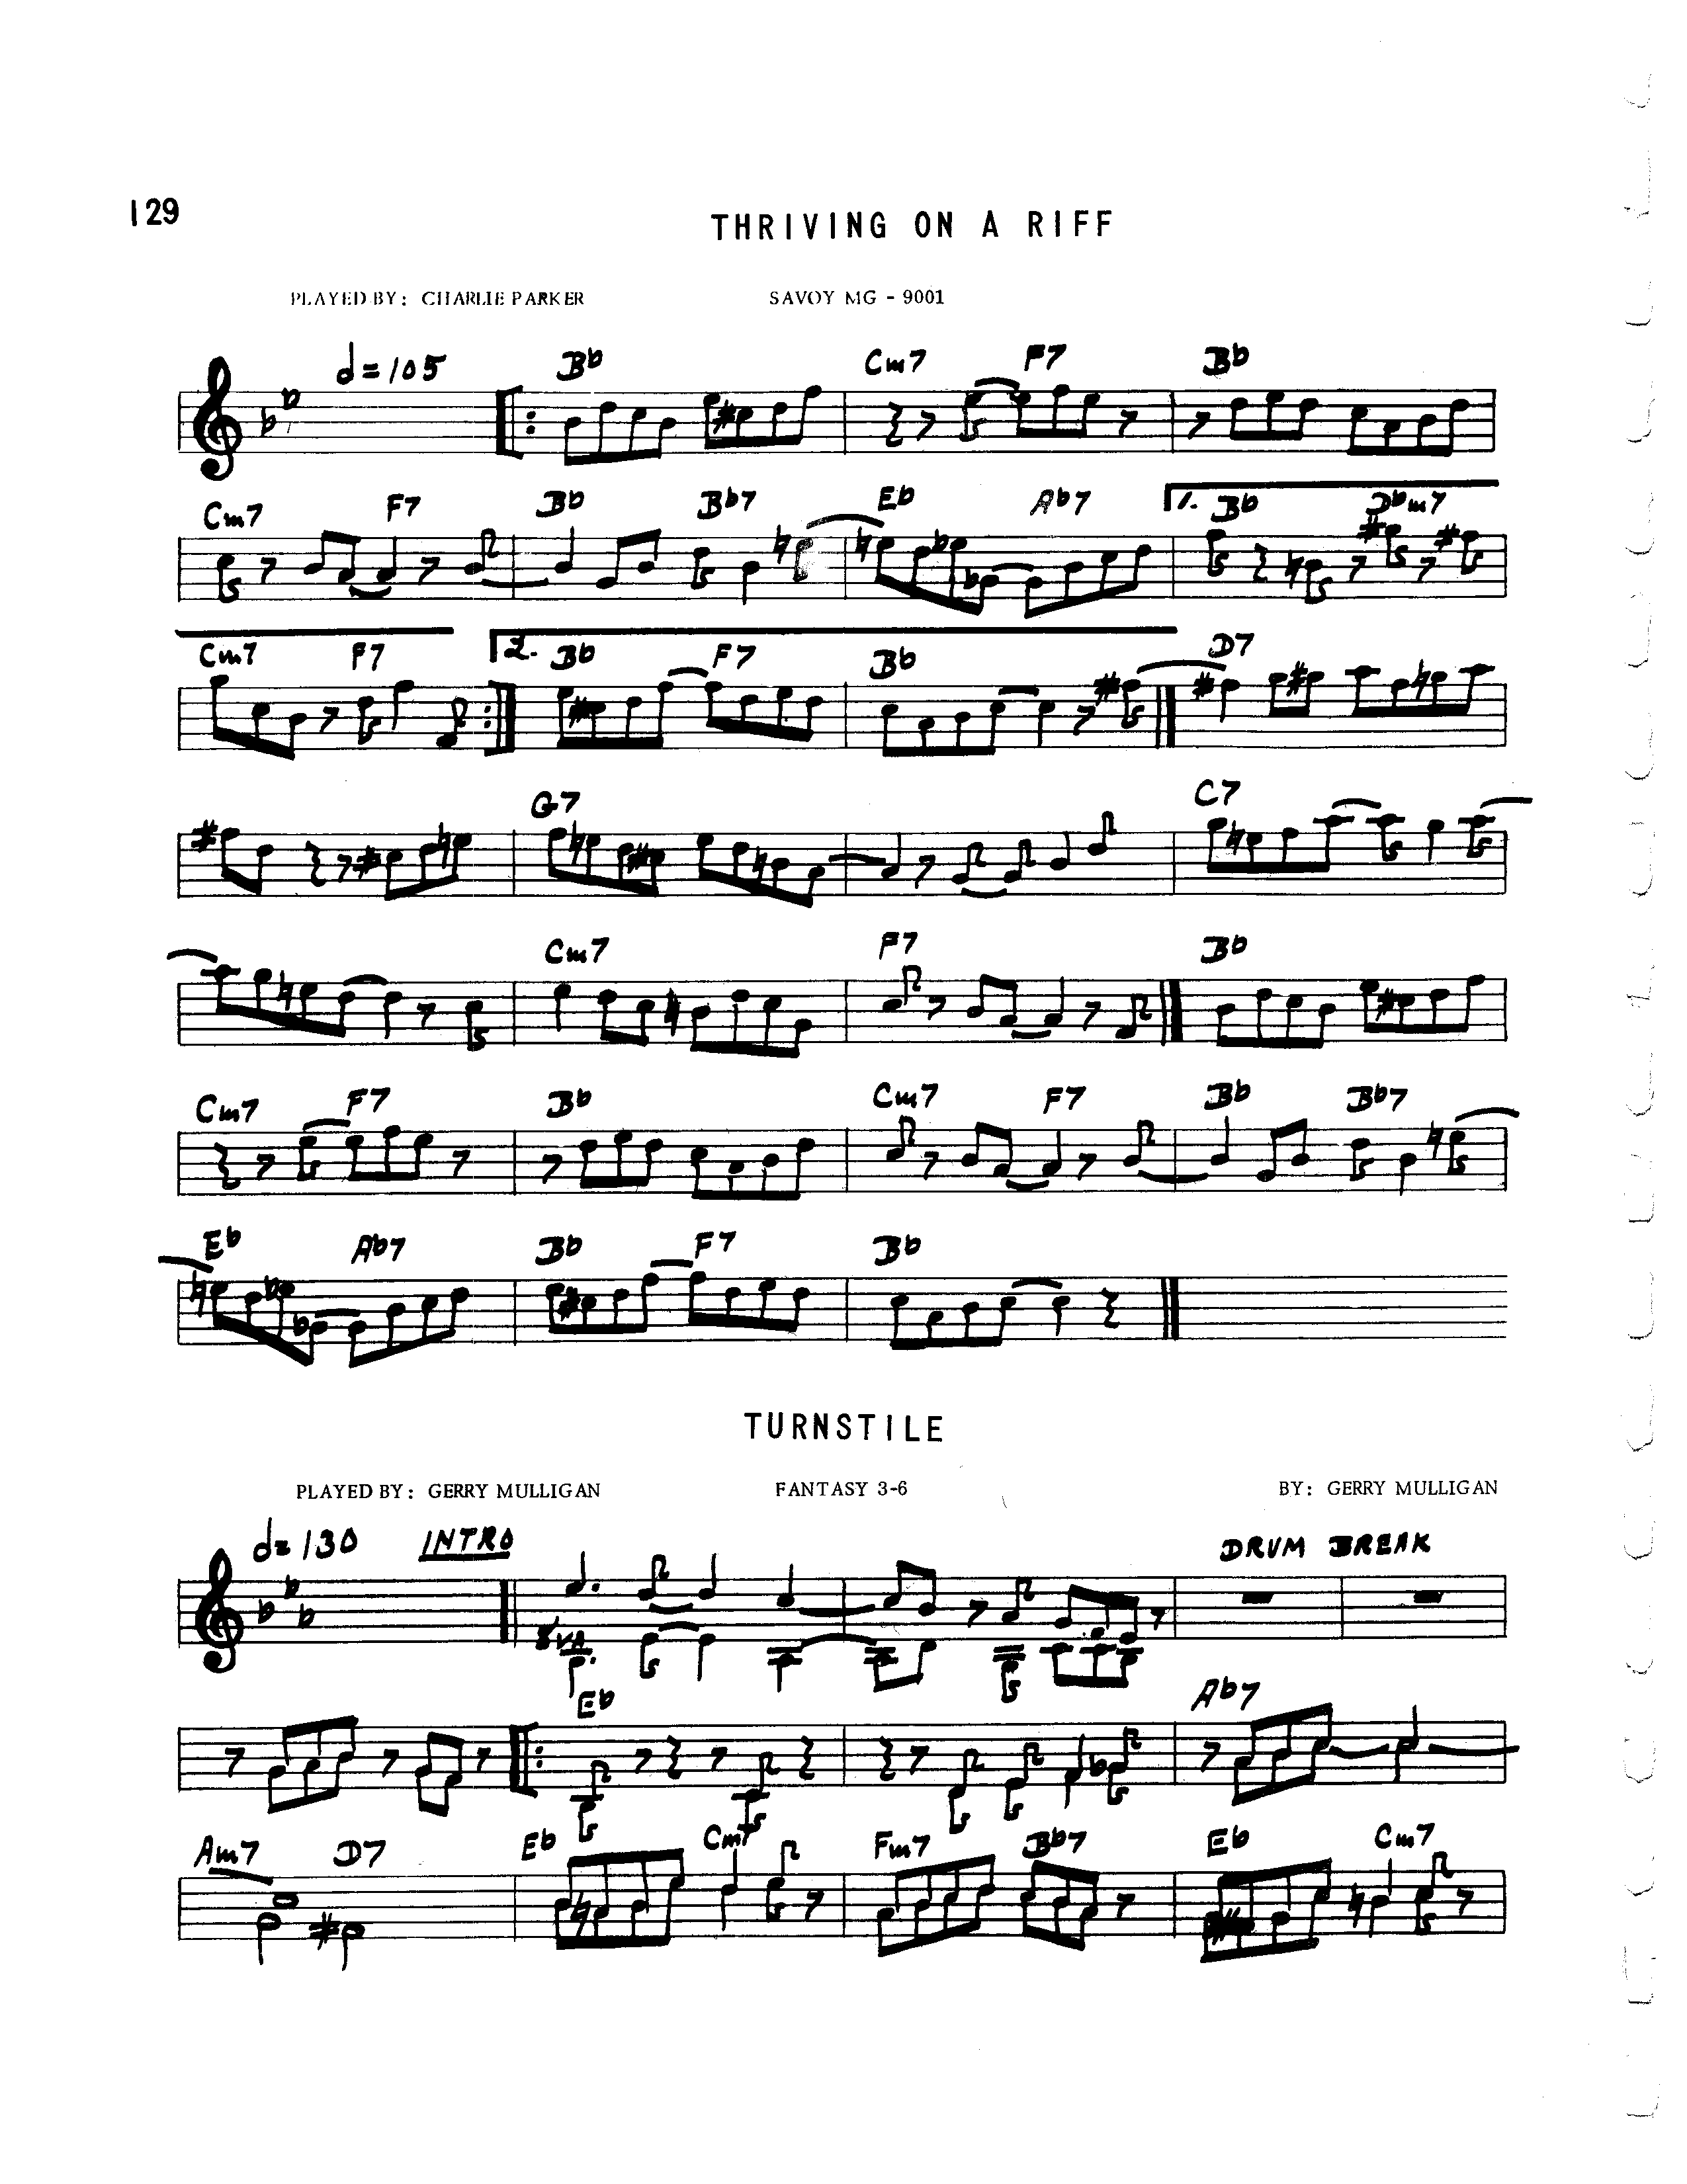 129
THRIVING ON A RIFF
PLAYED BY: CHARLIE PARKER SAVOY MG - 9001
=105 Bb Cm7 F7 Bb
Cm7 F7 Bb Bb7 Eb Ab7 1. Bb Dbm7
Cm7 F7 2. Bb F7 Bb D7
G7 C7
Cm7 F7 Bb
Cm7 F7 Bb Cm7 F7 Bb Bb7
Eb Ab7 Bb F7 Bb
TURNSTILE
PLAYED BY: GERRY MULLIGAN FANTASY 3-6 BY: GERRY MULLIGAN
=130 INTRO DRUM BREAK
8VA
Eb Ab7
Am7 D7 Eb Cm7 Fm7 Bb7 Eb Cm7